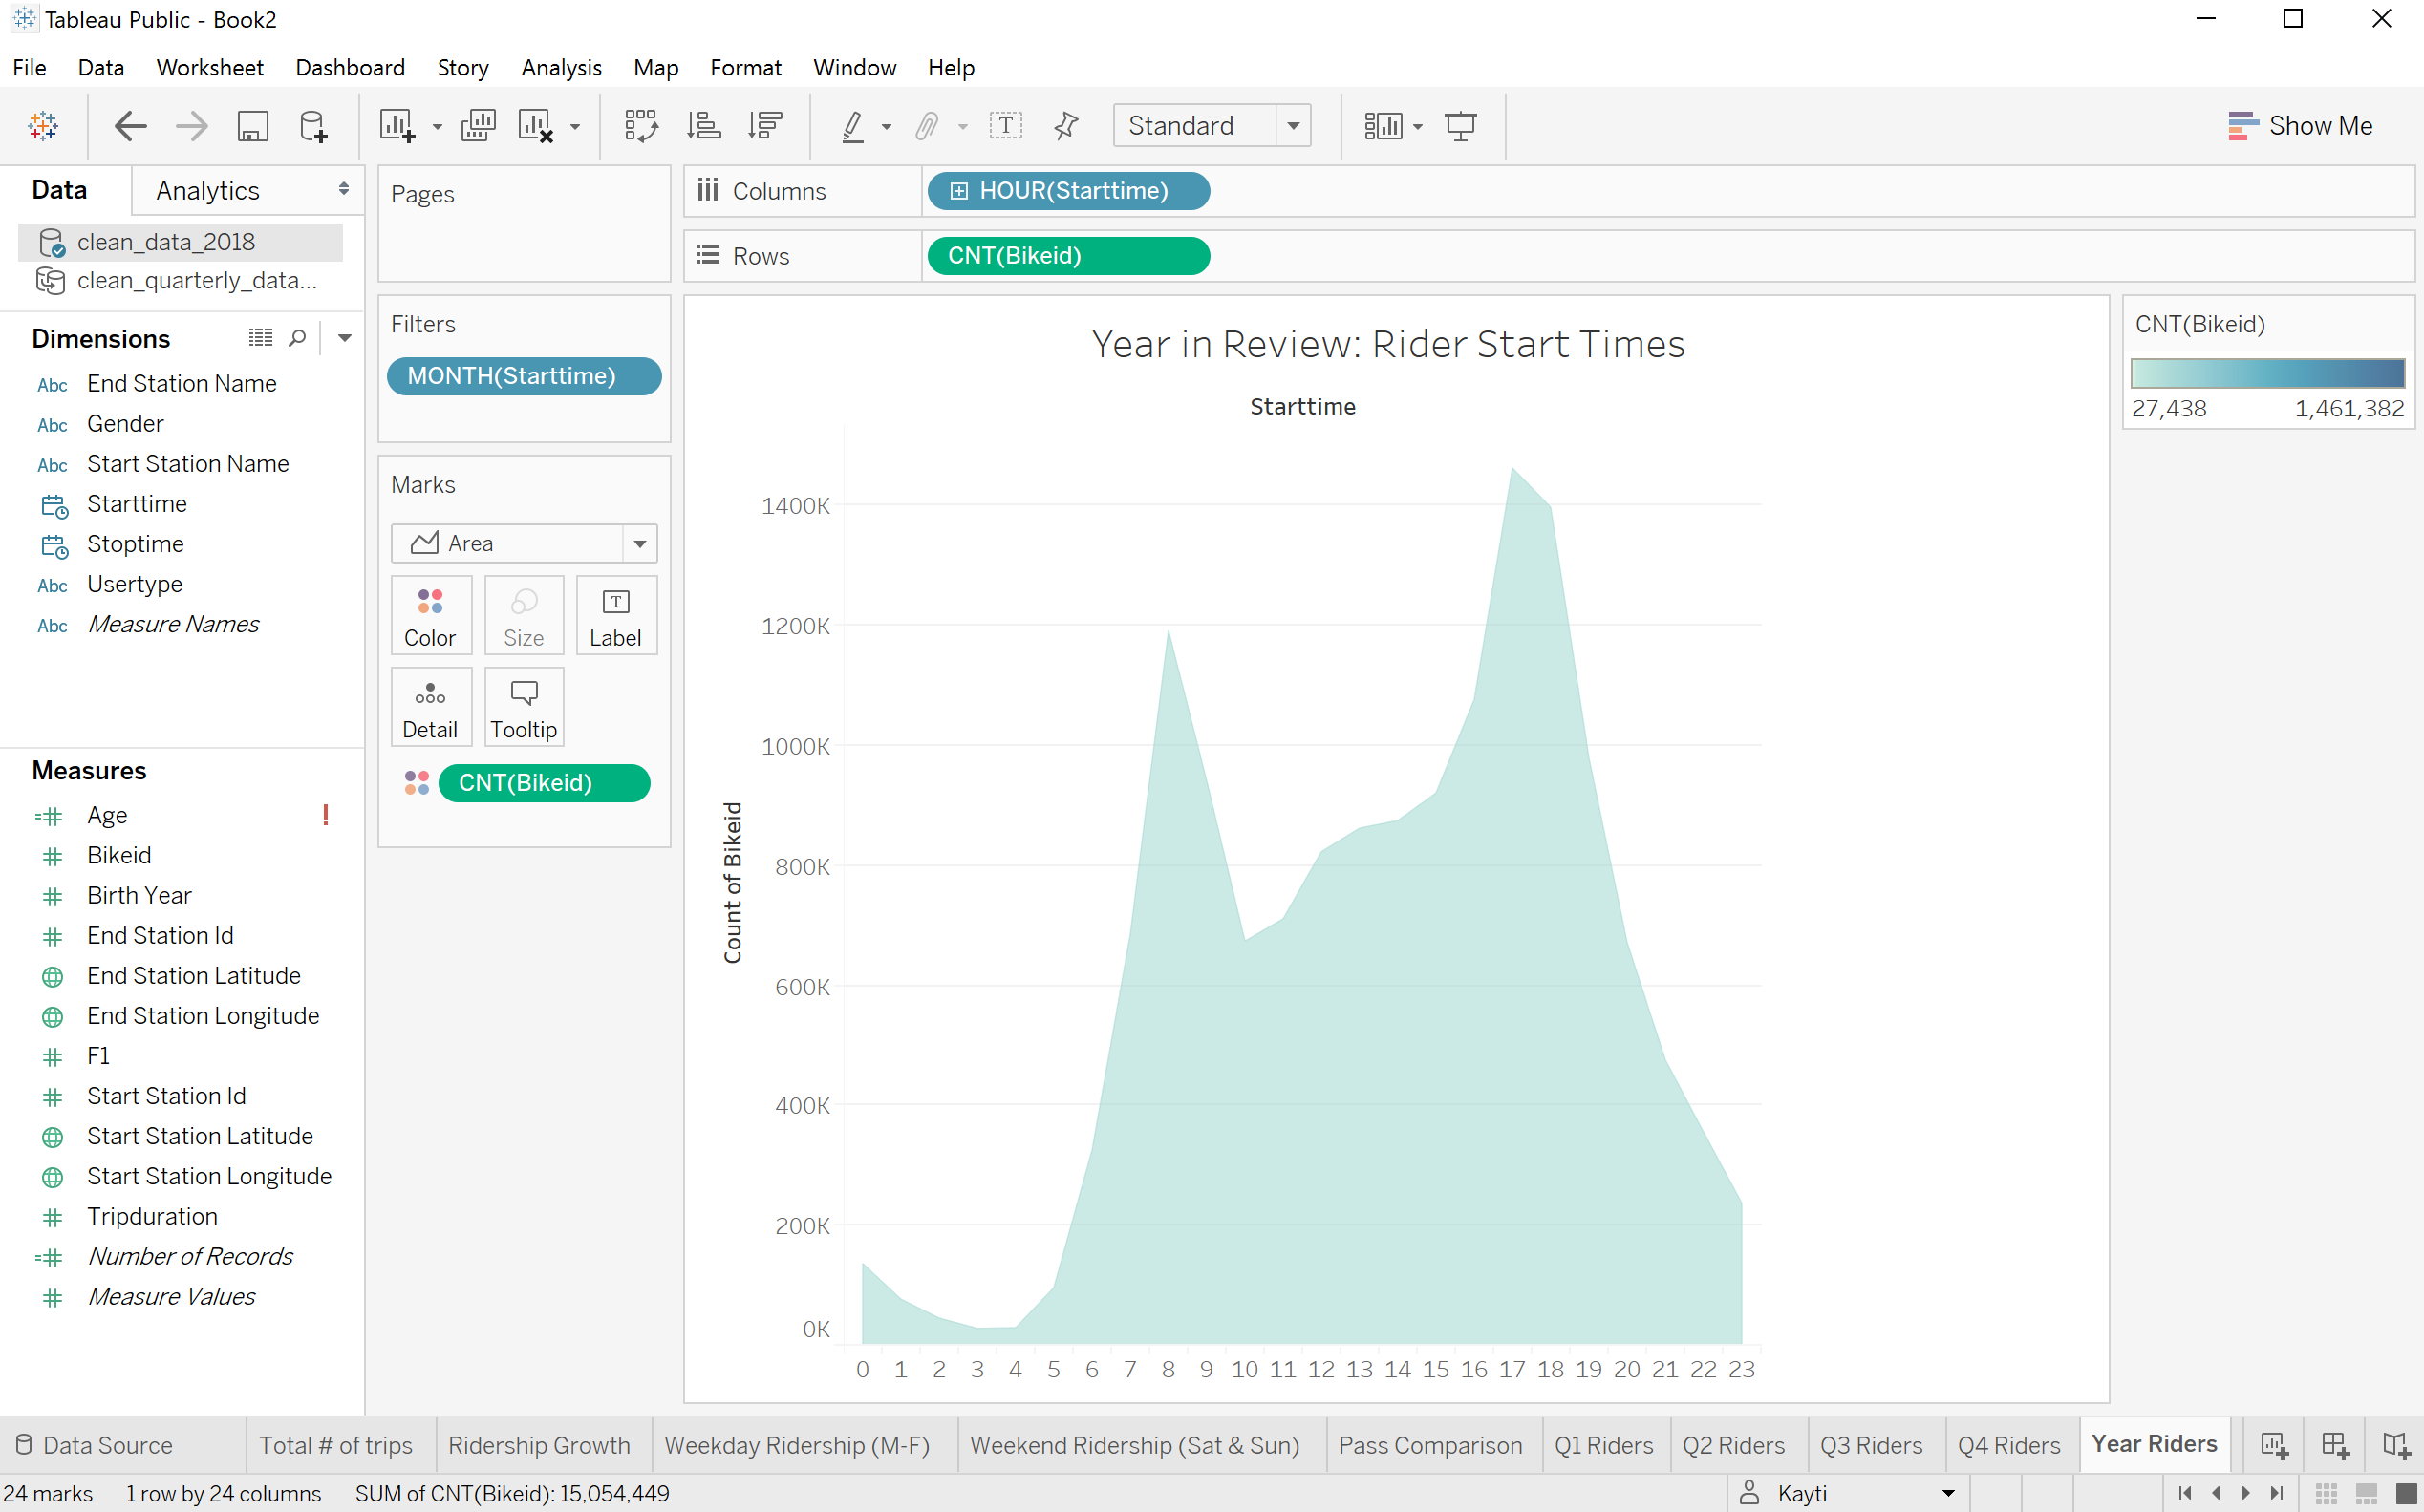 Tableau Public - Book2
File Data Worksheet Dashboard Story Analysis Map Format Window Help
Standard
Show Me
Data Analytics
clean_data_2018
clean_quarterly_data...
Dimensions
Abc End Station Name
Abc Gender
Abc Start Station Name
Starttime
Stoptime
Abc Usertype
Abc Measure Names
Measures
Age !
Bikeid
Birth Year
End Station Id
End Station Latitude
End Station Longitude
F1
Start Station Id
Start Station Latitude
Start Station Longitude
Tripduration
Number of Records
Measure Values
Pages
Filters
MONTH(Starttime)
Marks
Area
Color Size Label
Detail Tooltip
CNT(Bikeid)
Columns HOUR(Starttime)
Rows CNT(Bikeid)
Year in Review: Rider Start Times
Starttime
Count of Bikeid
1400K
1200K
1000K
800K
600K
400K
200K
0K
0 1 2 3 4 5 6 7 8 9 10 11 12 13 14 15 16 17 18 19 20 21 22 23
CNT(Bikeid)
27,438 1,461,382
Data Source Total # of trips Ridership Growth Weekday Ridership (M-F) Weekend Ridership (Sat & Sun) Pass Comparison Q1 Riders Q2 Riders Q3 Riders Q4 Riders Year Riders
24 marks 1 row by 24 columns SUM of CNT(Bikeid): 15,054,449 Kayti